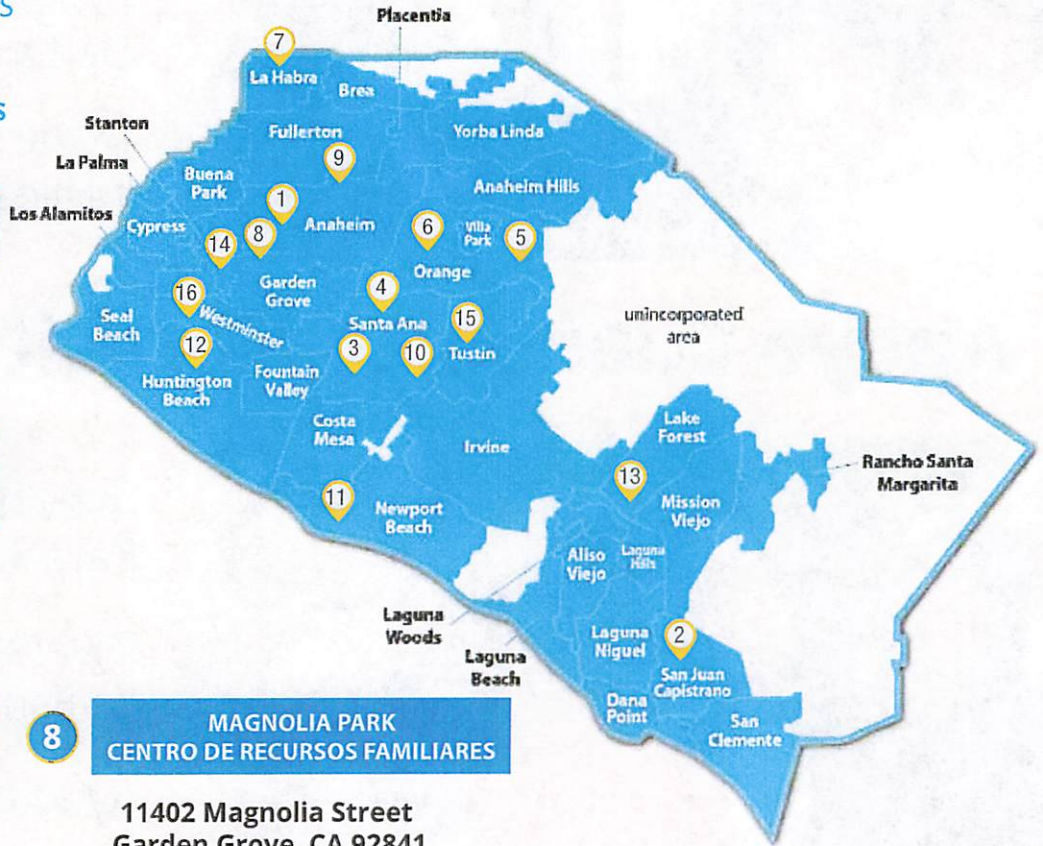 Placentia
7
La Habra
Brea
Stanton
Fullerton
Yorba Linda
La Palma
9
Buena
Park
Anaheim Hills
1
Los Alamitos
Cypress
Anaheim
6
Villa
Park
5
14
8
Orange
Garden
Grove
4
16
unincorporated
area
Seal
Beach
Westminster
Santa Ana
15
12
3
10
Tustin
Huntington
Beach
Fountain
Valley
Costa
Mesa
Lake
Forest
Irvine
Rancho Santa
Margarita
13
11
Newport
Beach
Mission
Viejo
Aliso
Viejo
Laguna
Hills
Laguna
Woods
Laguna
Niguel
2
Laguna
Beach
San Juan
Capistrano
Dana
Point
San
Clemente
8
MAGNOLIA PARK
CENTRO DE RECURSOS FAMILIARES
11402 Magnolia Street
Garden Grove, CA 92841